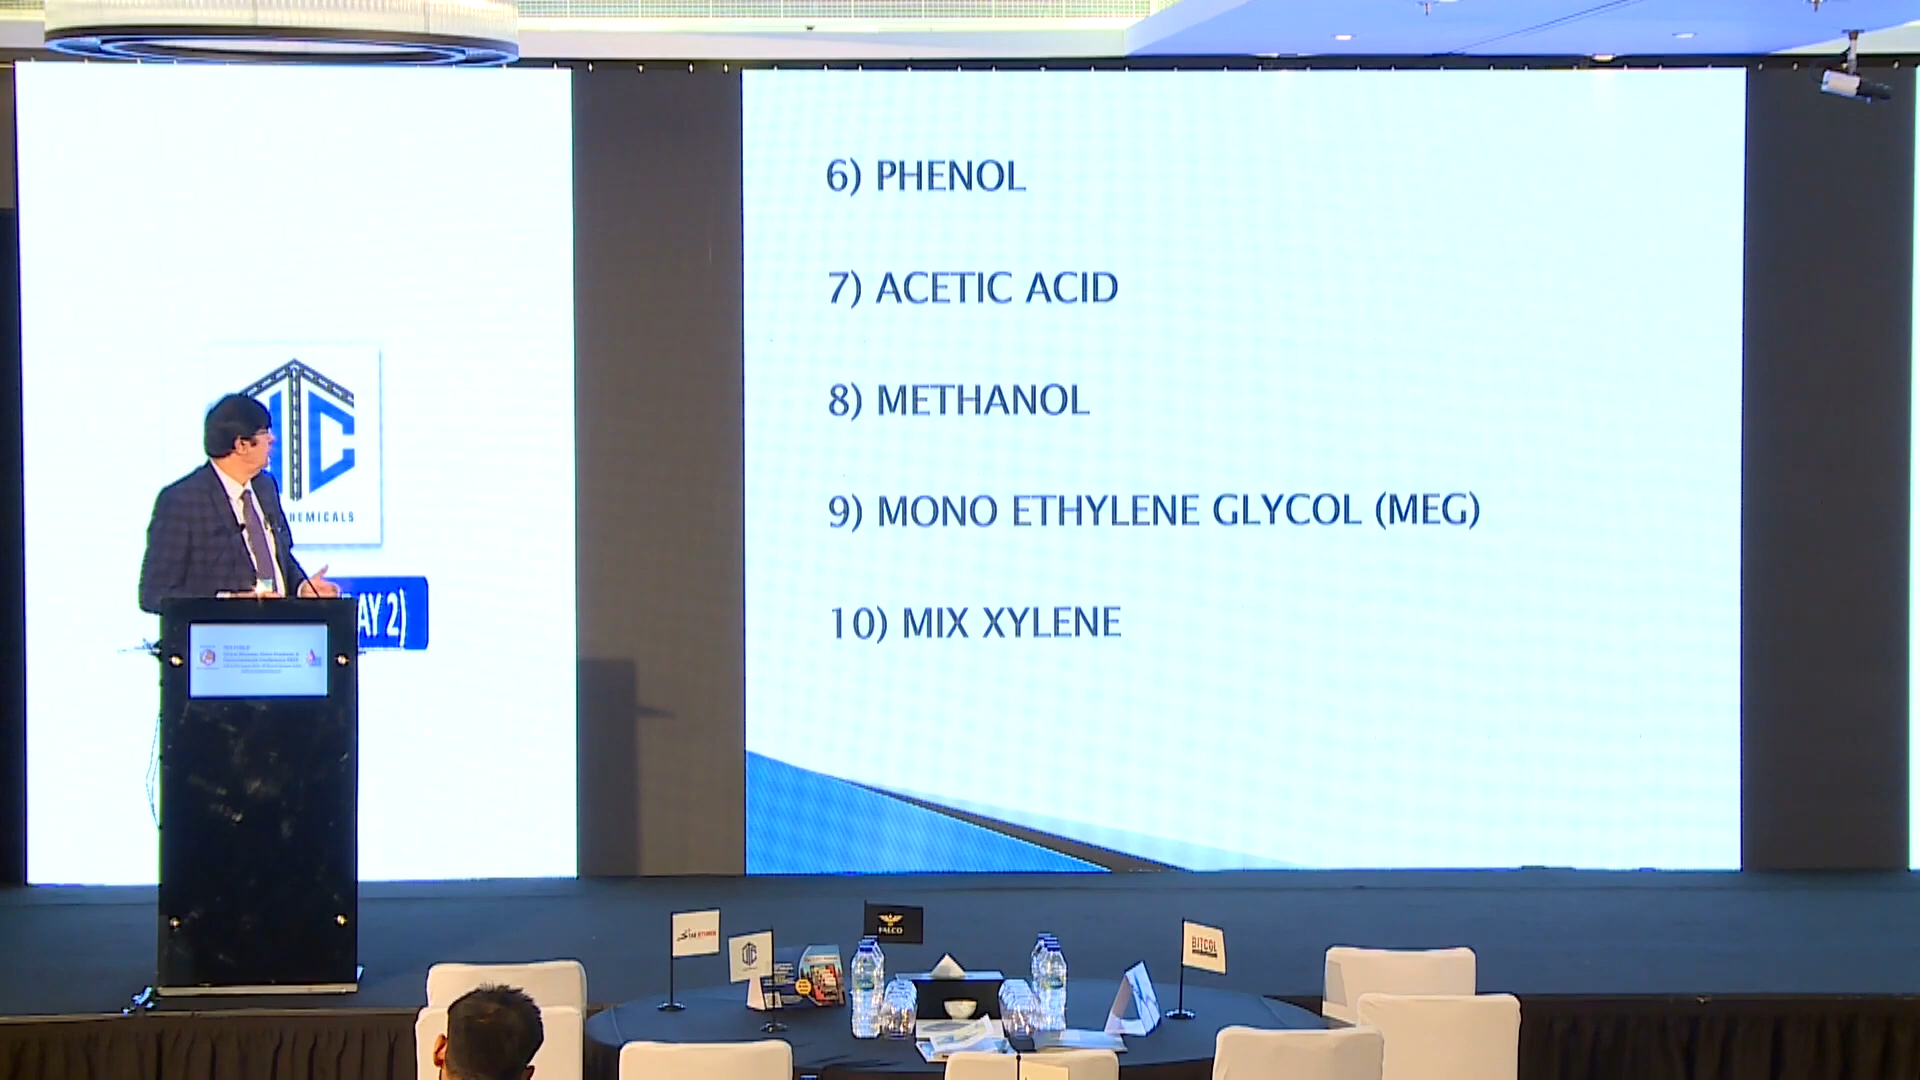 6) PHENOL
7) ACETIC ACID
8) METHANOL
9) MONO ETHYLENE GLYCOL (MEG)
10) MIX XYLENE
C
HEMICALS
AY 2)
FALCO
BITCOL